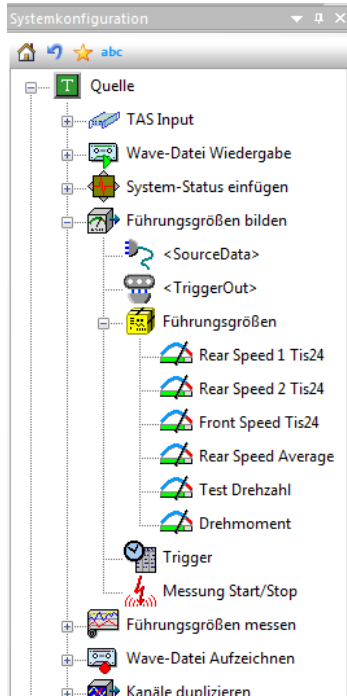 Systemkonfiguration
abc
T Quelle
TAS Input
Wave-Datei Wiedergabe
System-Status einfügen
Führungsgrößen bilden
<SourceData>
<TriggerOut>
Führungsgrößen
Rear Speed 1 Tis24
Rear Speed 2 Tis24
Front Speed Tis24
Rear Speed Average
Test Drehzahl
Drehmoment
Trigger
Messung Start/Stop
Führungsgrößen messen
Wave-Datei Aufzeichnen
Kanäle duplizieren